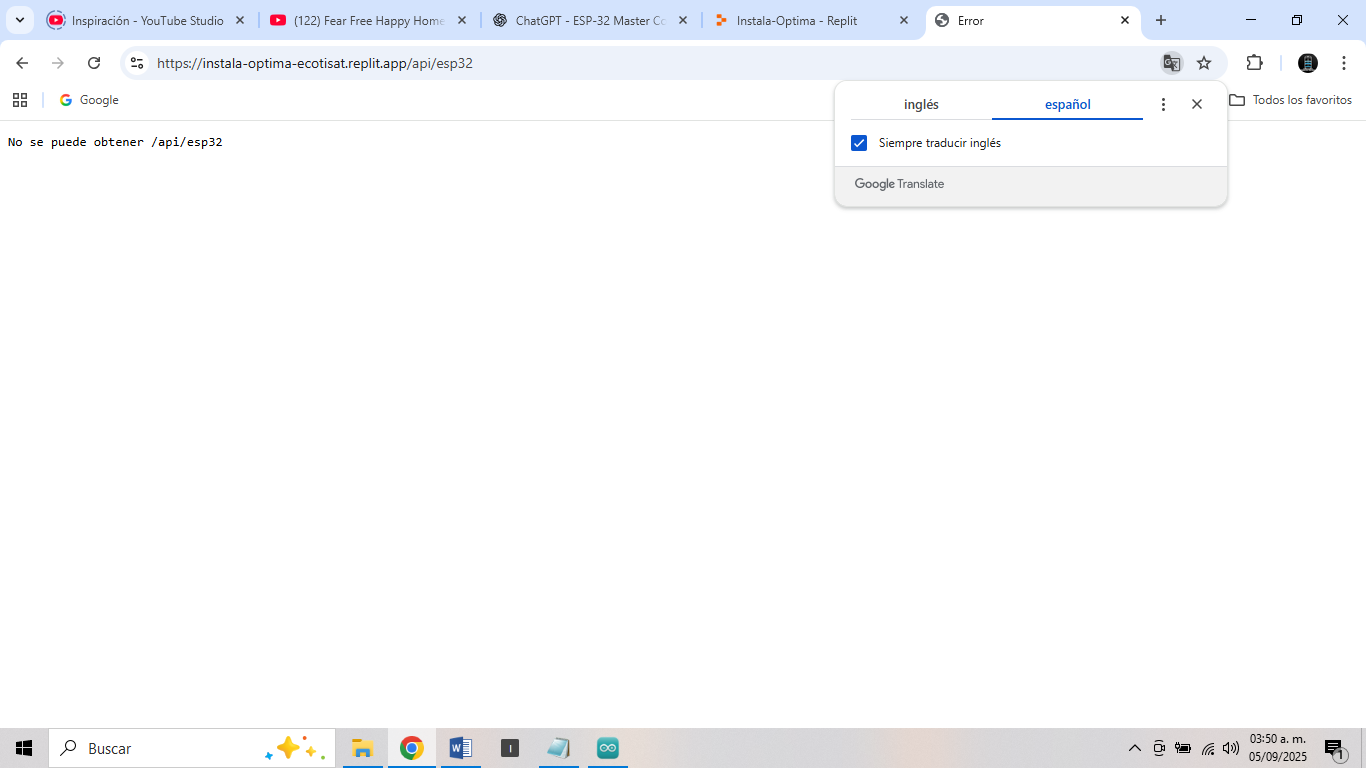 Inspiración - YouTube Studio
(122) Fear Free Happy Home
ChatGPT - ESP-32 Master Co
Instala-Optima - Replit
Error
https://instala-optima-ecotisat.replit.app/api/esp32
Google
Todos los favoritos
inglés
español
Siempre traducir inglés
Google Translate
No se puede obtener /api/esp32
Buscar
03:50 a. m.
05/09/2025
1